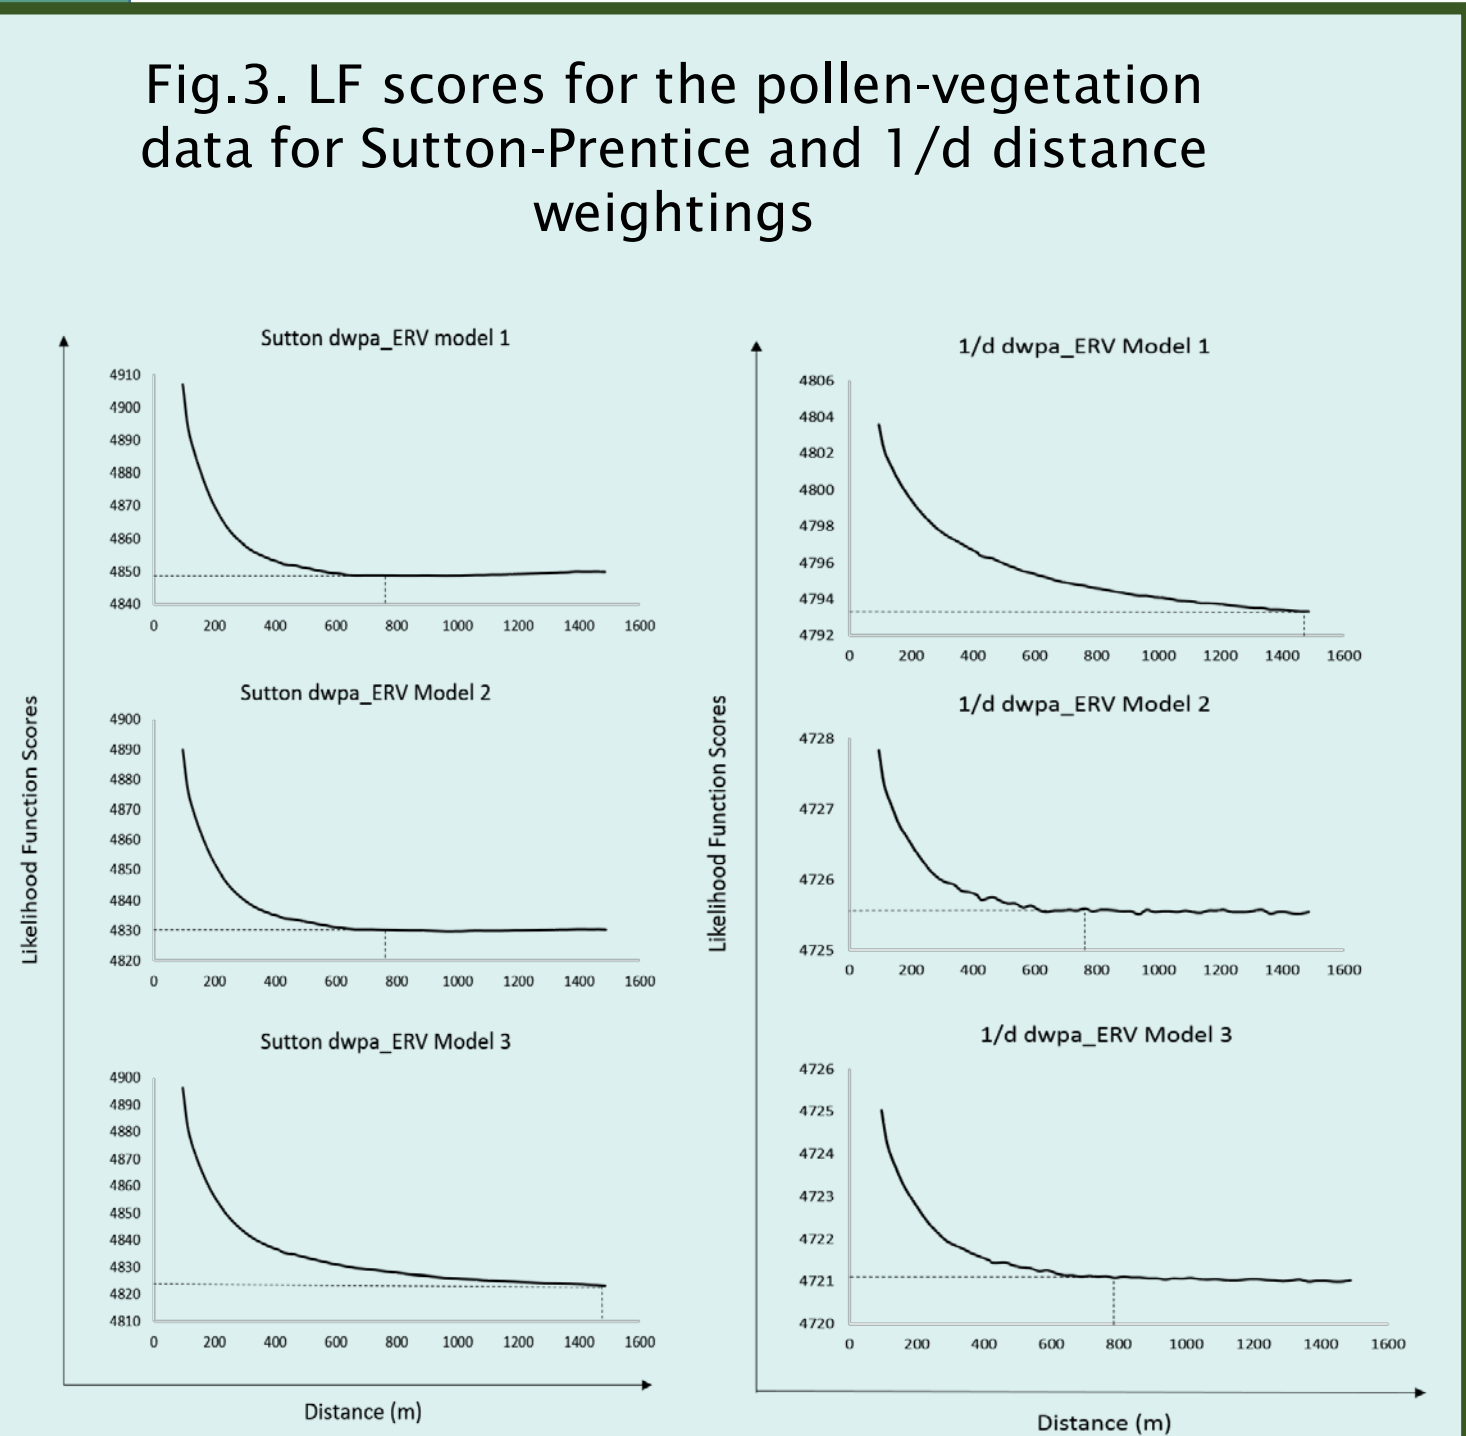 Fig.3. LF scores for the pollen-vegetation
data for Sutton-Prentice and 1/d distance
weightings
Likelihood Function Scores
Sutton dwpa_ERV model 1
4910
4900
4890
4880
4870
4860
4850
4840
0 200 400 600 800 1000 1200 1400 1600
Sutton dwpa_ERV Model 2
4900
4890
4880
4870
4860
4850
4840
4830
4820
0 200 400 600 800 1000 1200 1400 1600
Sutton dwpa_ERV Model 3
4900
4890
4880
4870
4860
4850
4840
4830
4820
4810
0 200 400 600 800 1000 1200 1400 1600
Distance (m)
Likelihood Function Scores
1/d dwpa_ERV Model 1
4806
4804
4802
4800
4798
4796
4794
4792
0 200 400 600 800 1000 1200 1400 1600
1/d dwpa_ERV Model 2
4728
4727
4726
4725
0 200 400 600 800 1000 1200 1400 1600
1/d dwpa_ERV Model 3
4726
4725
4724
4723
4722
4721
4720
0 200 400 600 800 1000 1200 1400 1600
Distance (m)